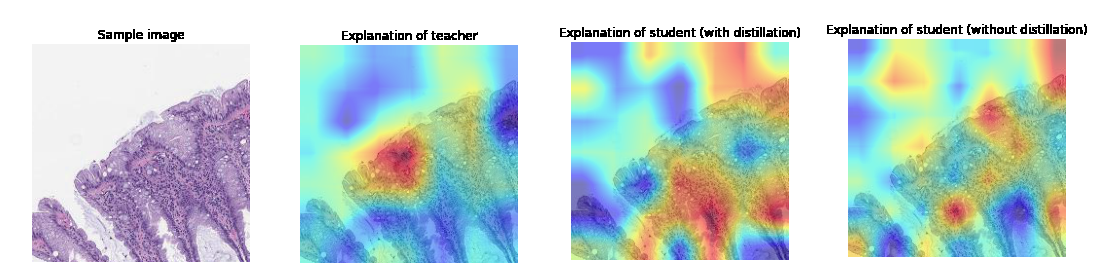 Sample image
Explanation of teacher
Explanation of student (with distillation)
Explanation of student (without distillation)